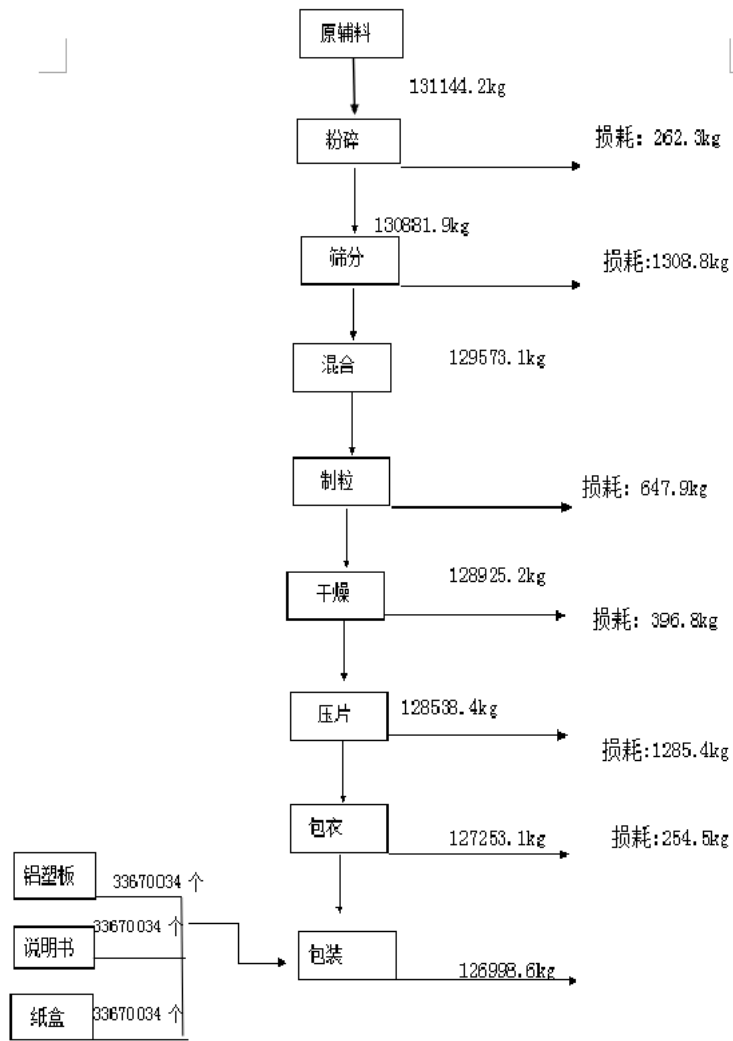 原辅料
131144.2kg
粉碎
损耗：262.3kg
130881.9kg
筛分
损耗:1308.8kg
混合
129573.1kg
制粒
损耗：647.9kg
干燥
128925.2kg
损耗：396.8kg
压片
128538.4kg
损耗:1285.4kg
包衣
127253.1kg
损耗:254.5kg
铝塑板
33670034 个
说明书
33670034 个
包装
126998.6kg
纸盒
33670034 个